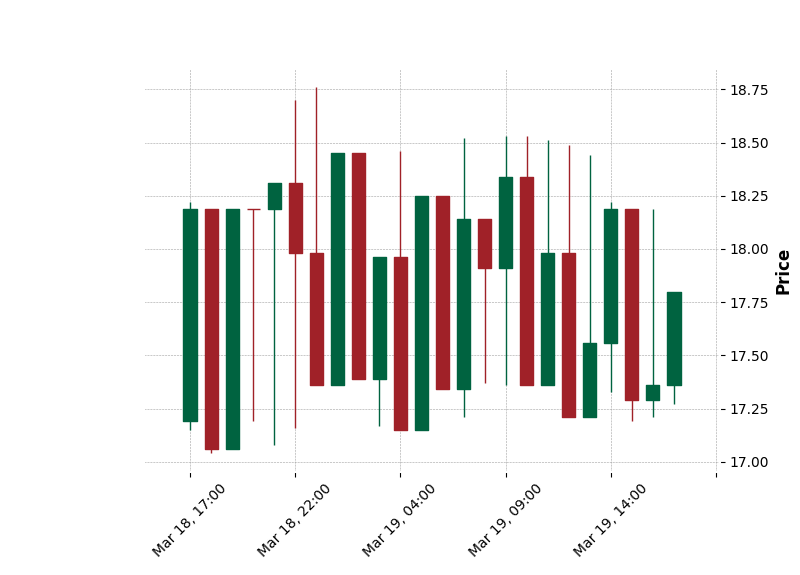 18.75
18.50
18.25
18.00
17.75
17.50
17.25
17.00
Price
Mar 18, 17:00
Mar 18, 22:00
Mar 19, 04:00
Mar 19, 09:00
Mar 19, 14:00